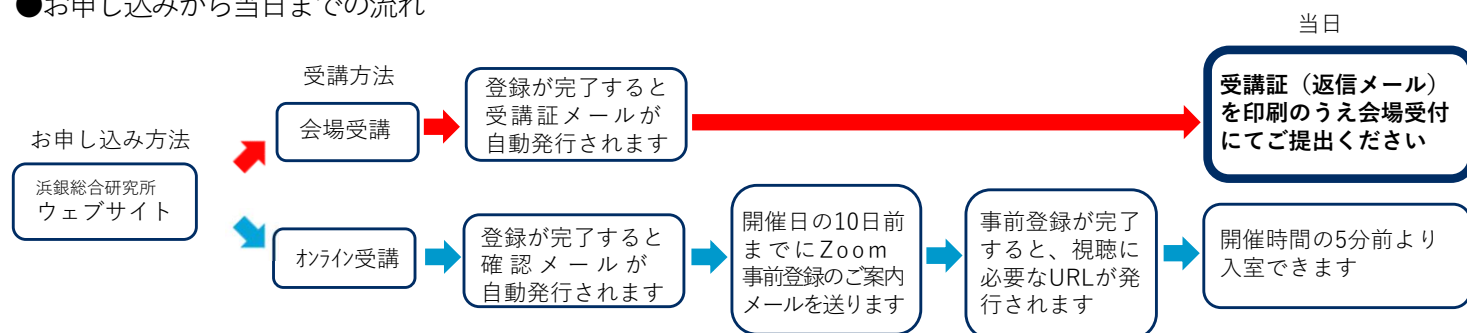 ●お申し込みから当日までの流れ
当日
受講方法
お申し込み方法
浜銀総合研究所
ウェブサイト
会場受講
登録が完了すると
受講証メールが
自動発行されます
受講証（返信メール）
を印刷のうえ会場受付
にてご提出ください
オンライン受講
登録が完了すると
確認メールが
自動発行されます
開催日の10日前
までにZoom
事前登録のご案内
メールを送ります
事前登録が完了
すると、視聴に
必要なURLが発
行されます
開催時間の5分前より
入室できます